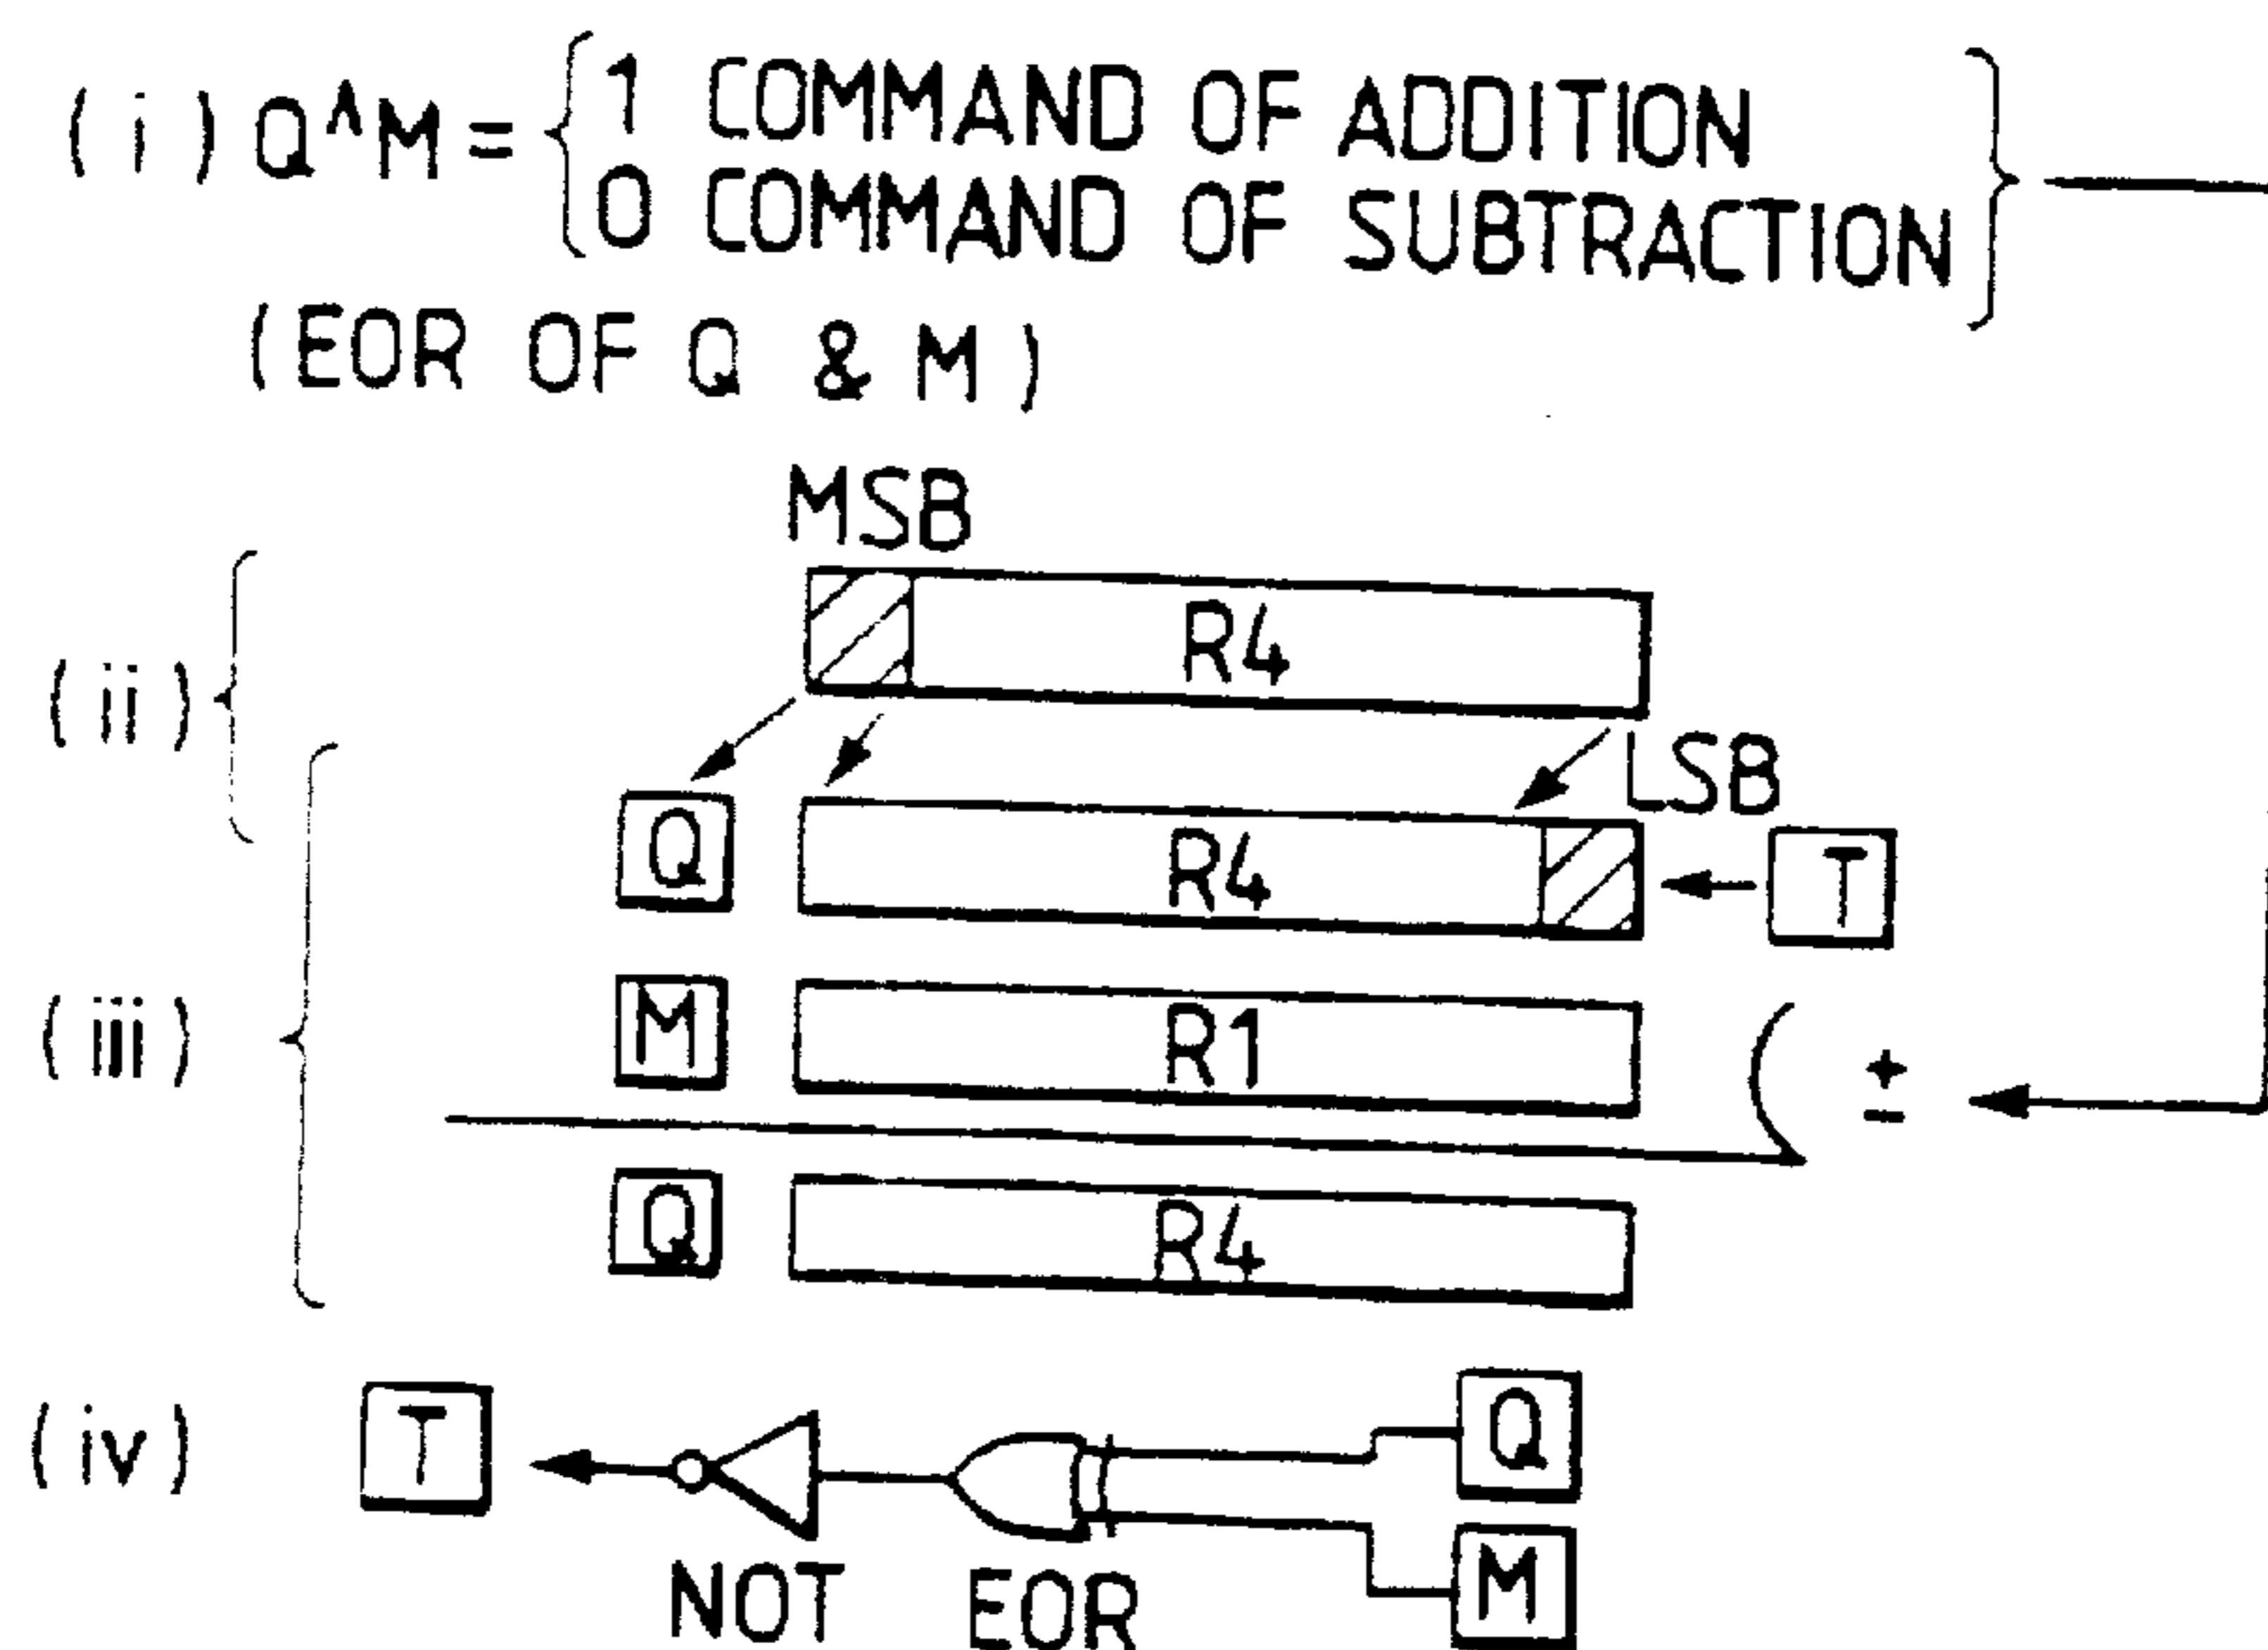 (i) Q^M = { 1 COMMAND OF ADDITION
0 COMMAND OF SUBTRACTION }
(EOR OF Q & M)
MSB
(ii)
R4
LSB
Q R4 T
(iii)
M R1 ±
Q R4
(iv) T Q
M
NOT EOR